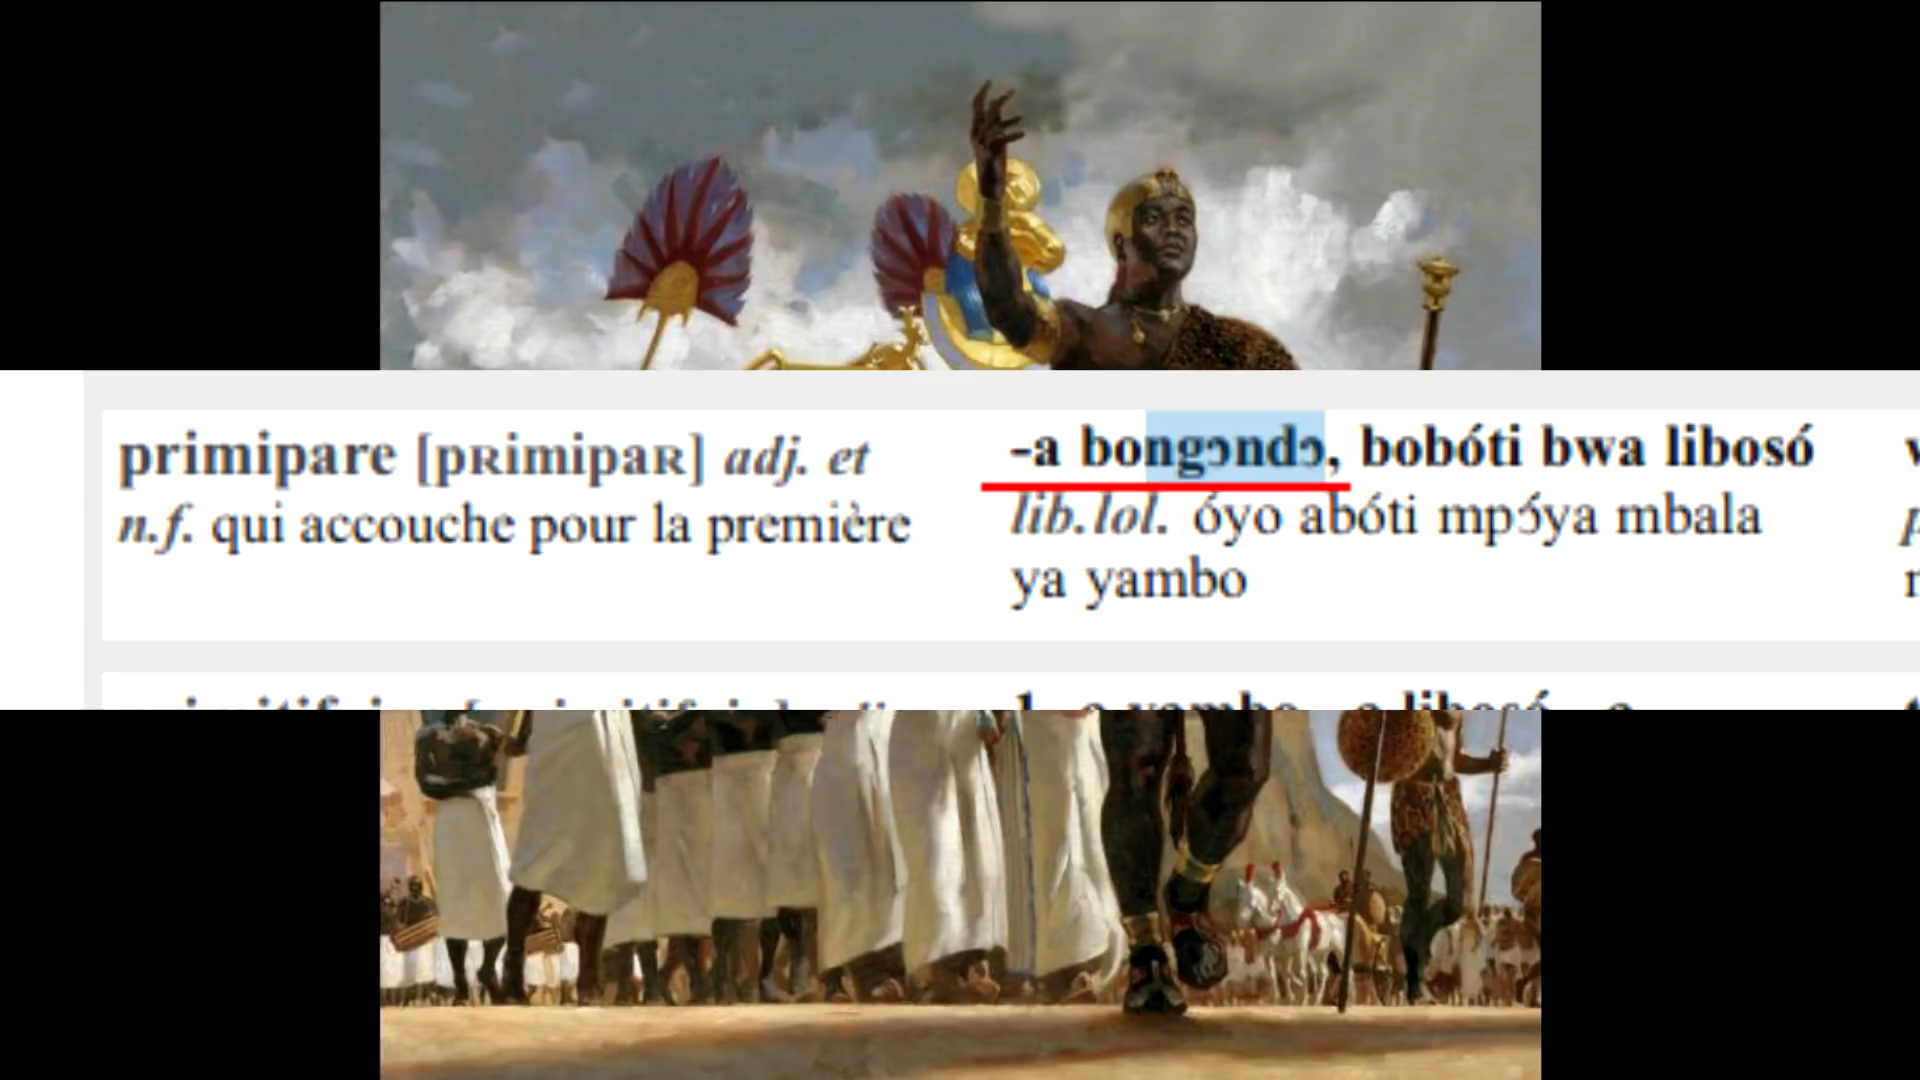 primipare [pʀimipaʀ] adj. et
n.f. qui accouche pour la première
-a bongɔndɔ, bobóti bwa libosó
lib.lol. óyo abóti mpɔ́ya mbala
ya yambo